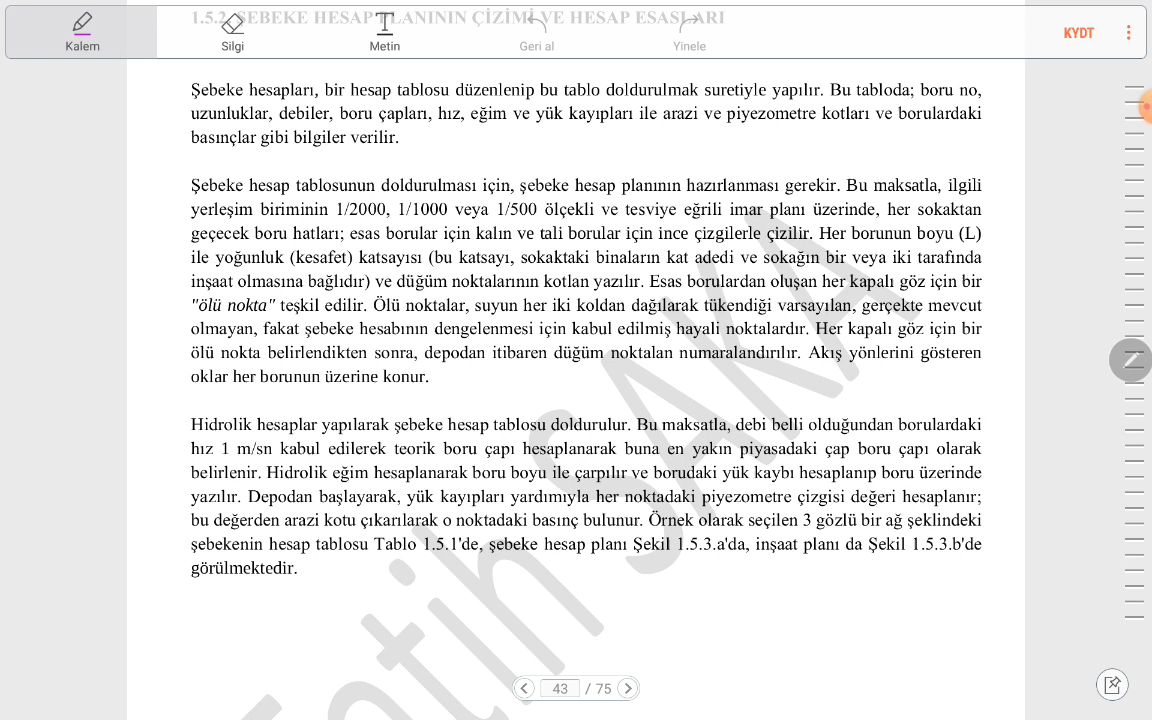 1.5.2. ŞEBEKE HESAP PLANININ ÇİZİMİ VE HESAP ESASLARI
Kalem
Silgi
Metin
Geri al
Yinele
KYDT
Şebeke hesapları, bir hesap tablosu düzenlenip bu tablo doldurulmak suretiyle yapılır. Bu tabloda; boru no,
uzunluklar, debiler, boru çapları, hız, eğim ve yük kayıpları ile arazi ve piyezometre kotları ve borulardaki
basınçlar gibi bilgiler verilir.
Şebeke hesap tablosunun doldurulması için, şebeke hesap planının hazırlanması gerekir. Bu maksatla, ilgili
yerleşim biriminin 1/2000, 1/1000 veya 1/500 ölçekli ve tesviye eğrili imar planı üzerinde, her sokaktan
geçecek boru hatları; esas borular için kalın ve tali borular için ince çizgilerle çizilir. Her borunun boyu (L)
ile yoğunluk (kesafet) katsayısı (bu katsayı, sokaktaki binaların kat adedi ve sokağın bir veya iki tarafında
inşaat olmasına bağlıdır) ve düğüm noktalarının kotlan yazılır. Esas borulardan oluşan her kapalı göz için bir
"ölü nokta" teşkil edilir. Ölü noktalar, suyun her iki koldan dağılarak tükendiği varsayılan, gerçekte mevcut
olmayan, fakat şebeke hesabının dengelenmesi için kabul edilmiş hayali noktalardır. Her kapalı göz için bir
ölü nokta belirlendikten sonra, depodan itibaren düğüm noktalan numaralandırılır. Akış yönlerini gösteren
oklar her borunun üzerine konur.
Hidrolik hesaplar yapılarak şebeke hesap tablosu doldurulur. Bu maksatla, debi belli olduğundan borulardaki
hız 1 m/sn kabul edilerek teorik boru çapı hesaplanarak buna en yakın piyasadaki çap boru çapı olarak
belirlenir. Hidrolik eğim hesaplanarak boru boyu ile çarpılır ve borudaki yük kaybı hesaplanıp boru üzerinde
yazılır. Depodan başlayarak, yük kayıpları yardımıyla her noktadaki piyezometre çizgisi değeri hesaplanır;
bu değerden arazi kotu çıkarılarak o noktadaki basınç bulunur. Örnek olarak seçilen 3 gözlü bir ağ şeklindeki
şebekenin hesap tablosu Tablo 1.5.1'de, şebeke hesap planı Şekil 1.5.3.a'da, inşaat planı da Şekil 1.5.3.b'de
görülmektedir.
Fatih SAKA
43 / 75